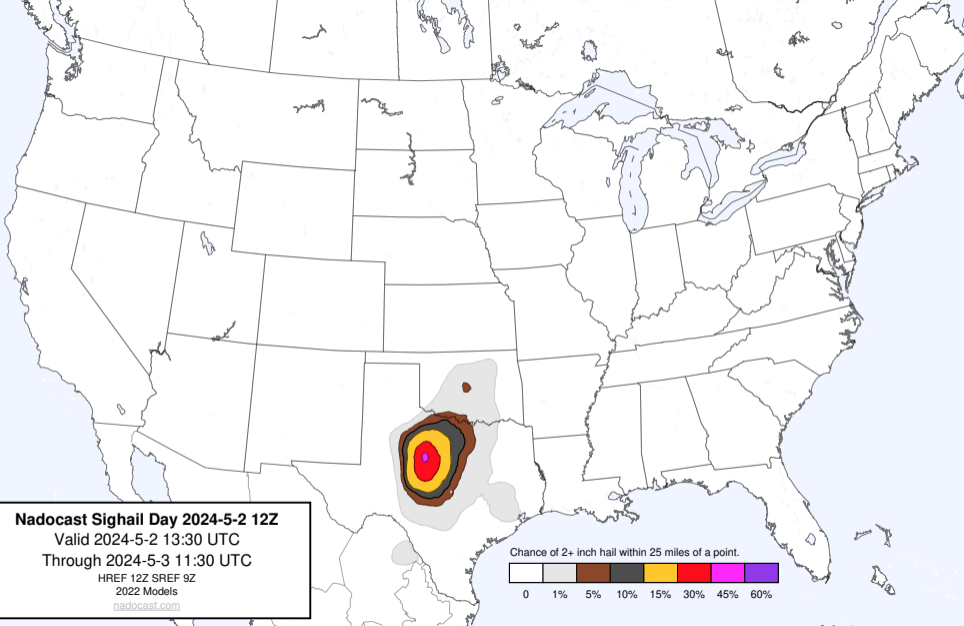 Nadocast Sighail Day 2024-5-2 12Z
Valid 2024-5-2 13:30 UTC
Through 2024-5-3 11:30 UTC
HREF 12Z SREF 9Z
2022 Models
nadocast.com
Chance of 2+ inch hail within 25 miles of a point.
0 1% 5% 10% 15% 30% 45% 60%